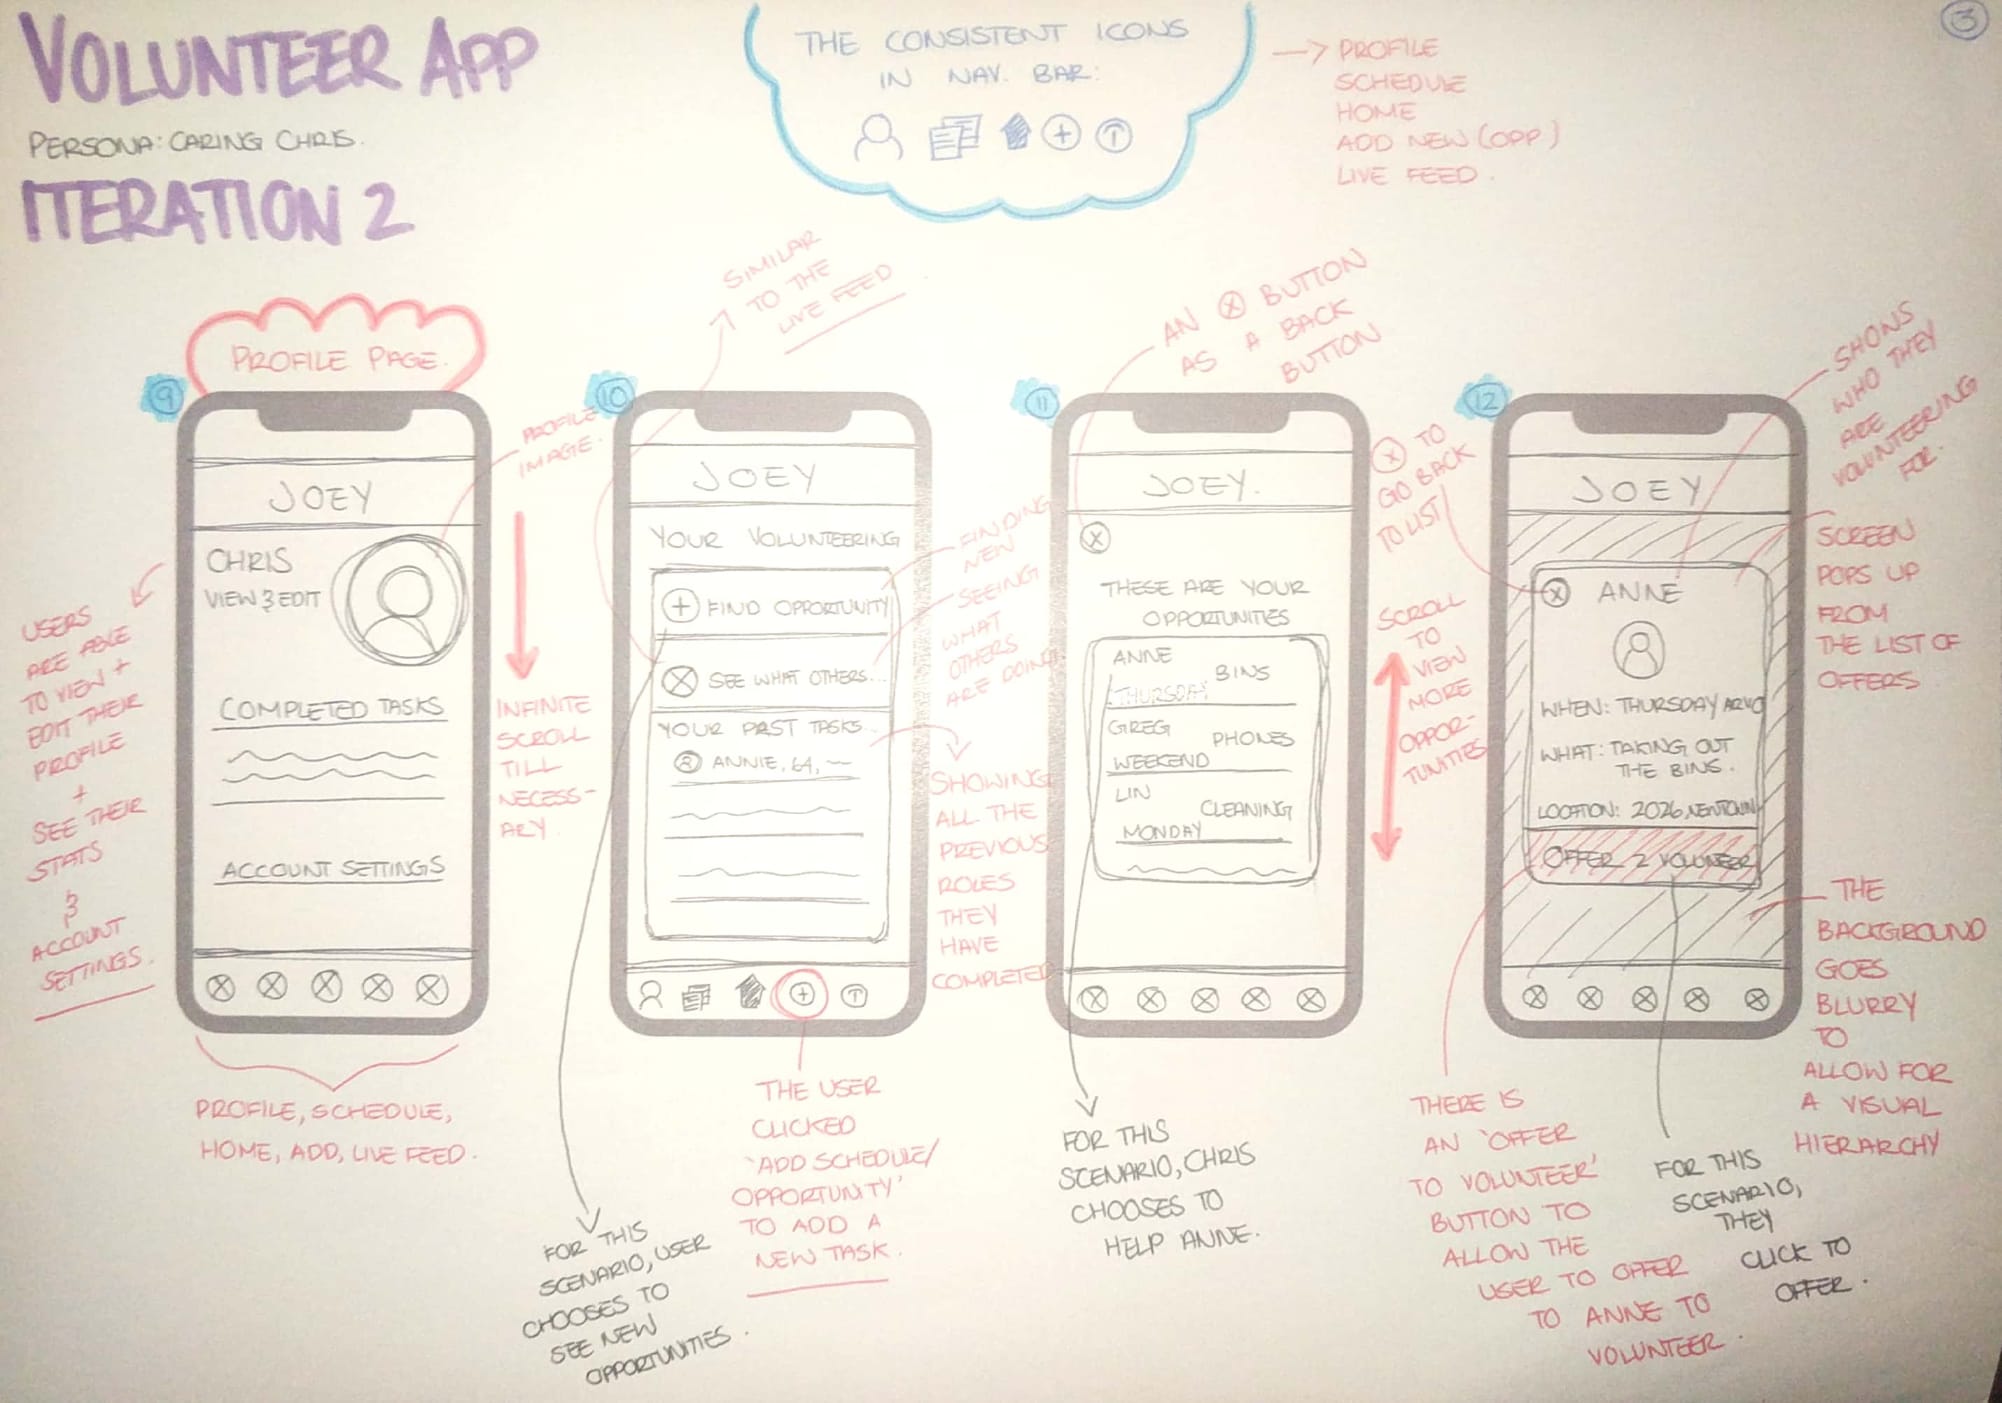 VOLUNTEER APP
PERSONA: CARING CHRIS.
ITERATION 2
THE CONSISTENT ICONS
IN NAV. BAR:
→ PROFILE
SCHEDULE
HOME
ADD NEW (OPP.)
LIVE FEED.
3
PROFILE PAGE.
9
JOEY
CHRIS
VIEW & EDIT
COMPLETED TASKS
ACCOUNT SETTINGS
PROFILE
IMAGE.
USERS
ARE ABLE
TO VIEW +
EDIT THEIR
PROFILE
+
SEE THEIR
STATS
&
ACCOUNT
SETTINGS.
INFINITE
SCROLL
TILL
NECESS-
ARY.
PROFILE, SCHEDULE,
HOME, ADD, LIVE FEED.
10
SIMILAR
TO THE
LIVE FEED
JOEY
YOUR VOLUNTEERING
+ FIND OPPORTUNITY
SEE WHAT OTHERS...
YOUR PAST TASKS.
ANNIE, 64, ~
FINDING
NEW
SEEING
WHAT
OTHERS
ARE DOING
SHOWING
ALL THE
PREVIOUS
ROLES
THEY
HAVE
COMPLETED
FOR THIS
SCENARIO, USER
CHOOSES TO
SEE NEW
OPPORTUNITIES.
THE USER
CLICKED
'ADD SCHEDULE/
OPPORTUNITY'
TO ADD A
NEW TASK.
11
AN X BUTTON
AS A BACK
BUTTON
JOEY.
X
THESE ARE YOUR
OPPORTUNITIES
ANNE
BINS
THURSDAY
GREG
PHONES
WEEKEND
LIN
CLEANING
MONDAY
X TO
GO BACK
TO LIST
SCROLL
TO
VIEW
MORE
OPPOR-
TUNITIES
FOR THIS
SCENARIO, CHRIS
CHOOSES TO
HELP ANNE.
12
JOEY
X ANNE
WHEN: THURSDAY ARVO
WHAT: TAKING OUT
THE BINS.
LOCATION: 2026, NEWTOWN
OFFER 2 VOLUNTEER
SHOWS
WHO THEY
ARE
VOLUNTEERING
FOR.
SCREEN
POPS UP
FROM
THE LIST OF
OFFERS
THE
BACKGROUND
GOES
BLURRY
TO
ALLOW FOR
A VISUAL
HIERARCHY
THERE IS
AN 'OFFER
TO VOLUNTEER'
BUTTON TO
ALLOW THE
USER TO OFFER
TO ANNE TO
VOLUNTEER.
FOR THIS
SCENARIO,
THEY
CLICK TO
OFFER.